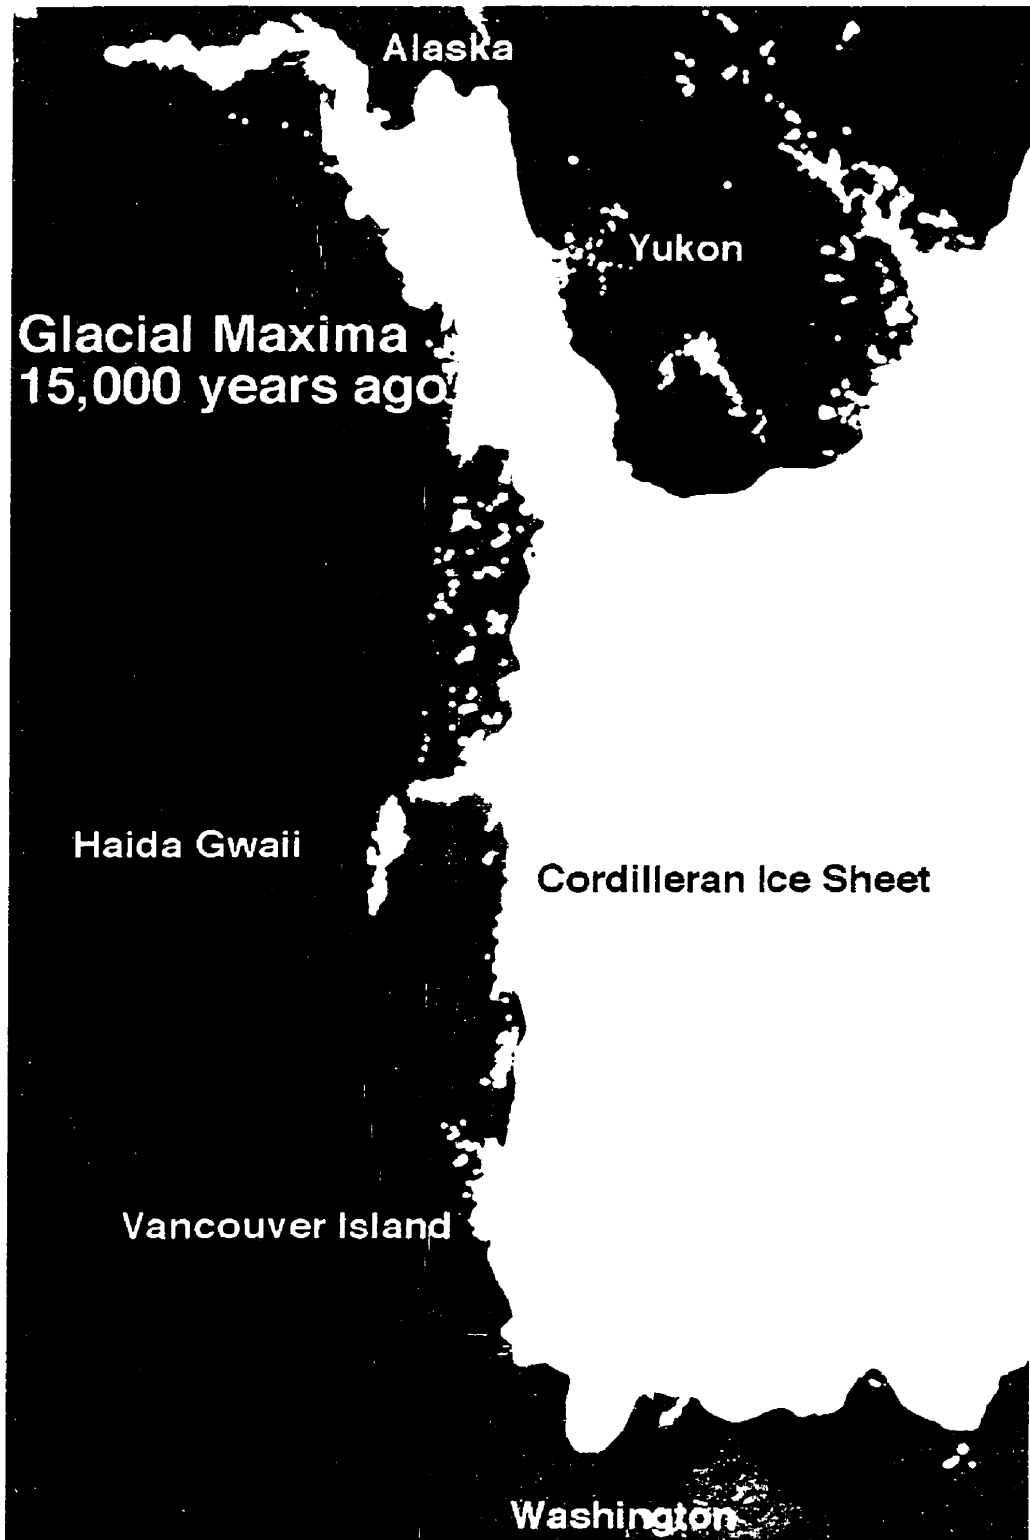 Alaska
Yukon
Glacial Maxima
15,000 years ago
Haida Gwaii
Cordilleran Ice Sheet
Vancouver Island
Washington